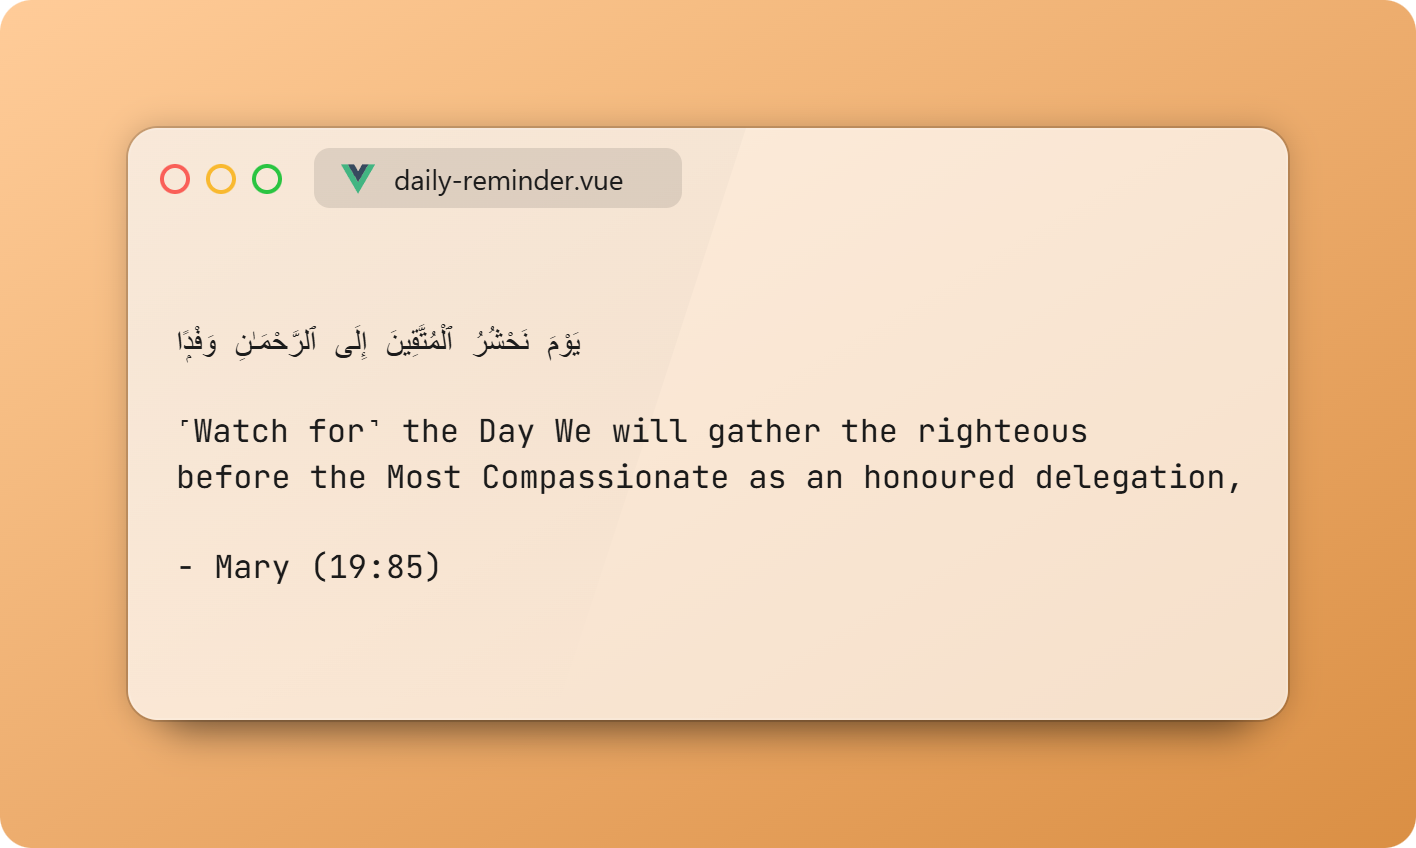 daily-reminder.vue
يَوْمَ نَحْشُرُ ٱلْمُتَّقِينَ إِلَى ٱلرَّحْمَـٰنِ وَفْدًۭا
˹Watch for˺ the Day We will gather the righteous
before the Most Compassionate as an honoured delegation,
- Mary (19:85)